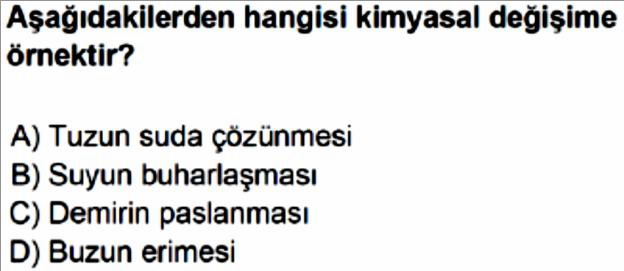 Aşağıdakilerden hangisi kimyasal değişime
örnektir?
A) Tuzun suda çözünmesi
B) Suyun buharlaşması
C) Demirin paslanması
D) Buzun erimesi